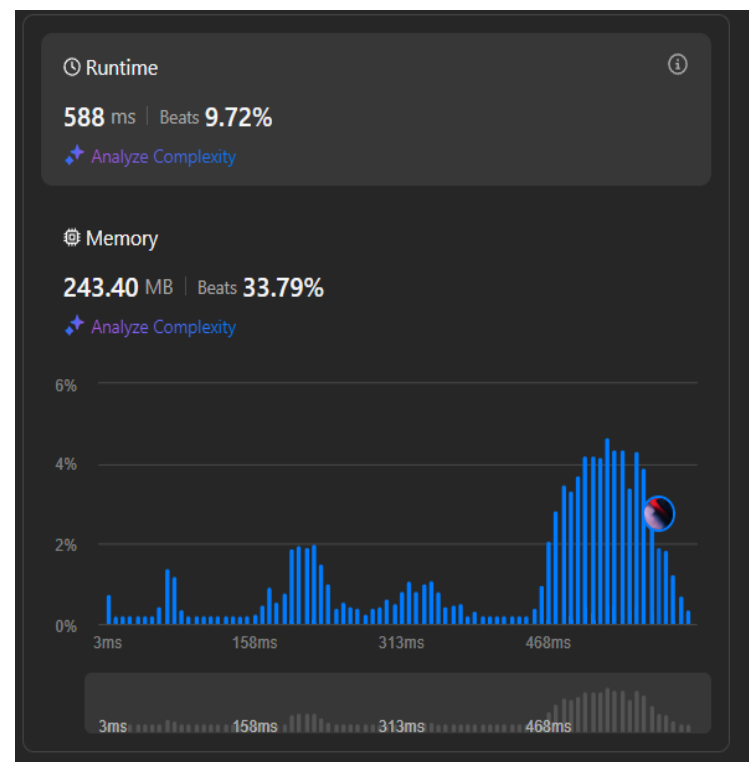 Runtime
588 ms | Beats 9.72%
Analyze Complexity
Memory
243.40 MB | Beats 33.79%
Analyze Complexity
6%
4%
2%
0%
3ms 158ms 313ms 468ms
3ms 158ms 313ms 468ms